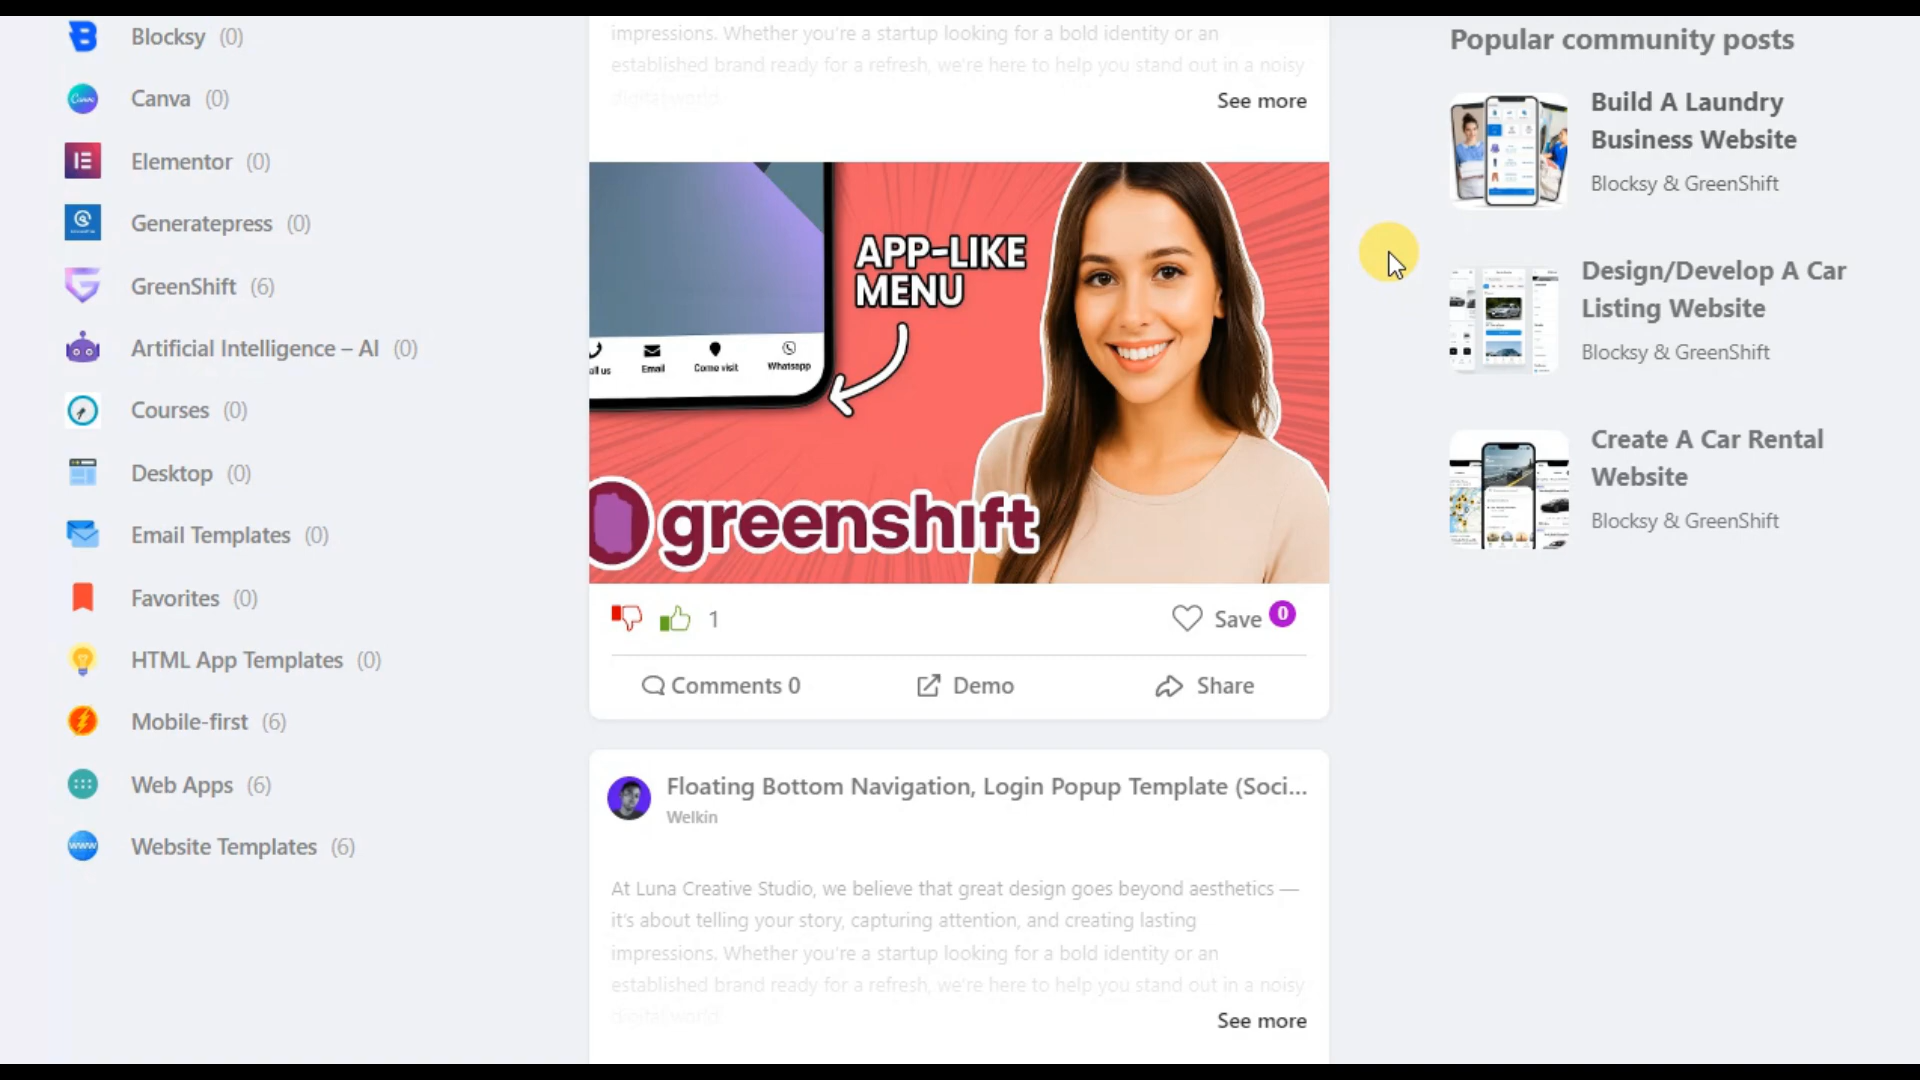 Blocksy (0)
Canva (0)
Elementor (0)
Generatepress (0)
GreenShift (6)
Artificial Intelligence – AI (0)
Courses (0)
Desktop (0)
Email Templates (0)
Favorites (0)
HTML App Templates (0)
Mobile-first (6)
Web Apps (6)
Website Templates (6)
impressions. Whether you're a startup looking for a bold identity or an
established brand ready for a refresh, we're here to help you stand out in a noisy
digital world.
See more
APP-LIKE
MENU
all us
Email
Come visit
Whatsapp
greenshift
1
Save 0
Comments 0
Demo
Share
Floating Bottom Navigation, Login Popup Template (Soci...
Welkin
At Luna Creative Studio, we believe that great design goes beyond aesthetics —
it's about telling your story, capturing attention, and creating lasting
impressions. Whether you're a startup looking for a bold identity or an
established brand ready for a refresh, we're here to help you stand out in a noisy
digital world.
See more
Popular community posts
Build A Laundry
Business Website
Blocksy & GreenShift
Design/Develop A Car
Listing Website
Blocksy & GreenShift
Create A Car Rental
Website
Blocksy & GreenShift